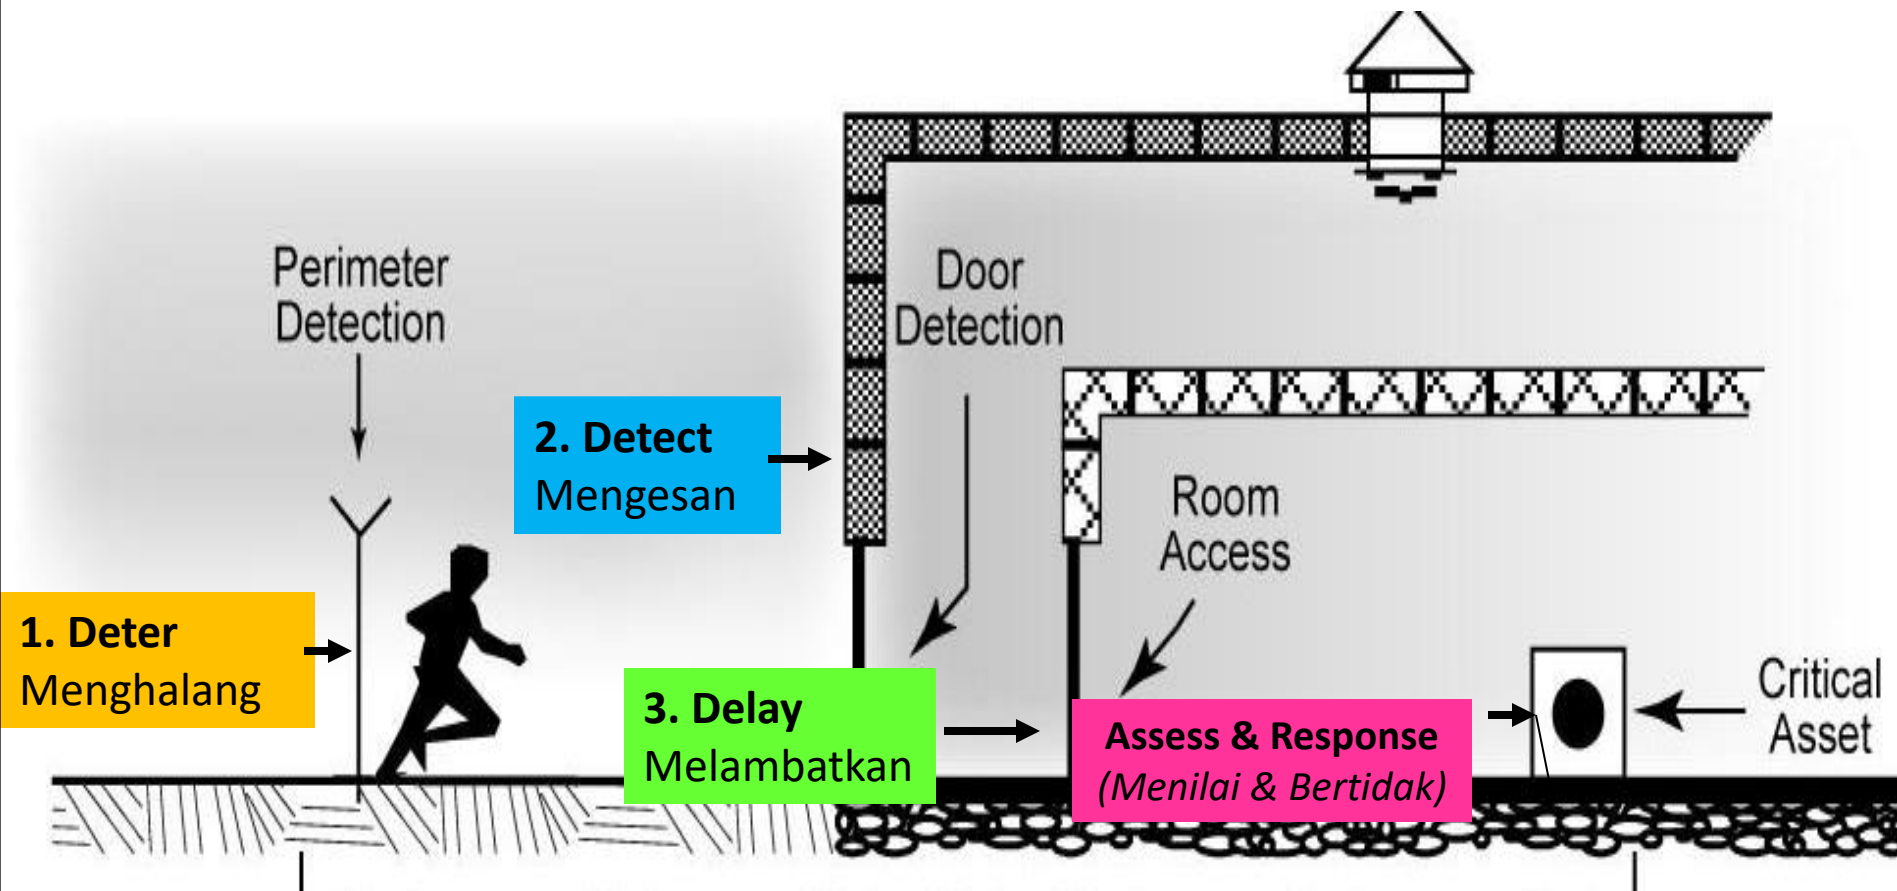 Perimeter
Detection
Door
Detection
2. Detect
Mengesan
Room
Access
1. Deter
Menghalang
3. Delay
Melambatkan
Assess & Response
(Menilai & Bertidak)
Critical
Asset